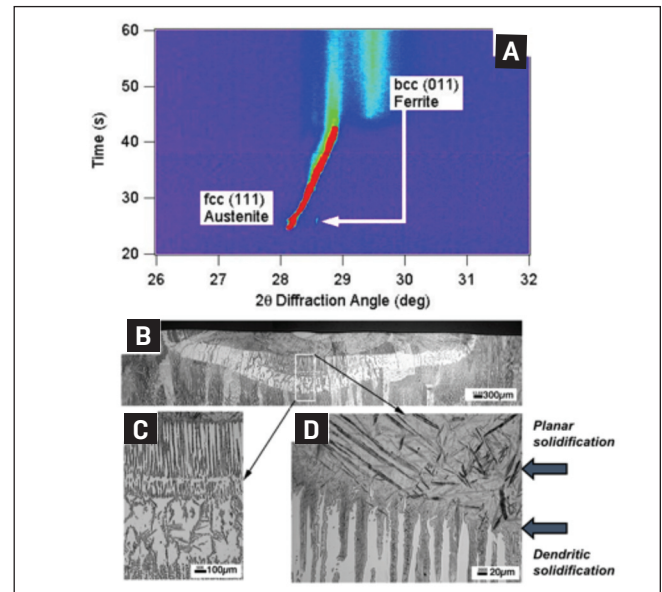 A
60
50
40
30
20
Time (s)
bcc (011)
Ferrite
fcc (111)
Austenite
26 27 28 29 30 31 32
2θ Diffraction Angle (deg)
B
300µm
C
100µm
D
20µm
Planar
solidification
Dendritic
solidification